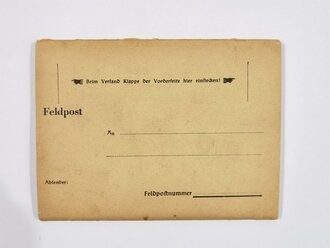 Beim Versand Klappe der Vorderseite hier einstecken!
Feldpost
An
Absender:
Feldpostnummer